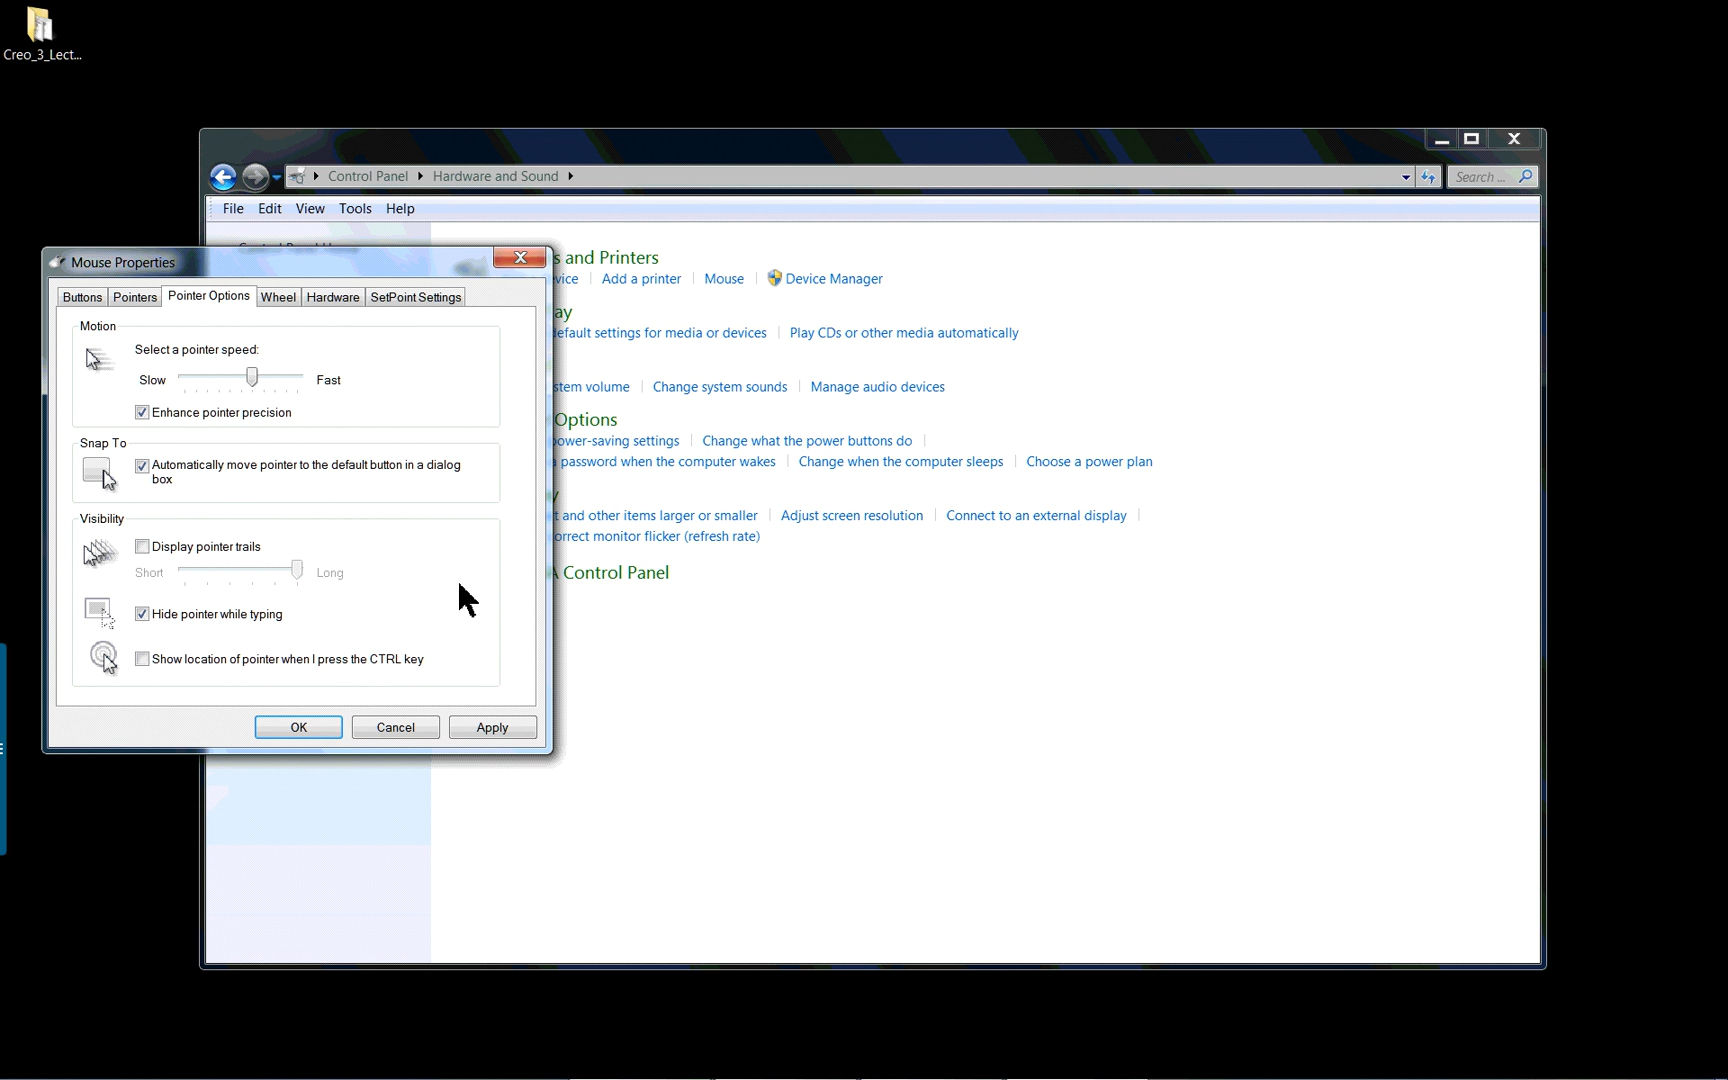 Creo_3_Lect...
Control Panel Hardware and Sound
Search ...
File Edit View Tools Help
Mouse Properties
Buttons Pointers Pointer Options Wheel Hardware SetPoint Settings
Motion
Select a pointer speed:
Slow Fast
Enhance pointer precision
Snap To
Automatically move pointer to the default button in a dialog
box
Visibility
Display pointer trails
Short Long
Hide pointer while typing
Show location of pointer when I press the CTRL key
OK Cancel Apply
s and Printers
vice Add a printer Mouse Device Manager
ay
default settings for media or devices Play CDs or other media automatically
stem volume Change system sounds Manage audio devices
Options
power-saving settings Change what the power buttons do
a password when the computer wakes Change when the computer sleeps Choose a power plan
y
t and other items larger or smaller Adjust screen resolution Connect to an external display
orrect monitor flicker (refresh rate)
A Control Panel